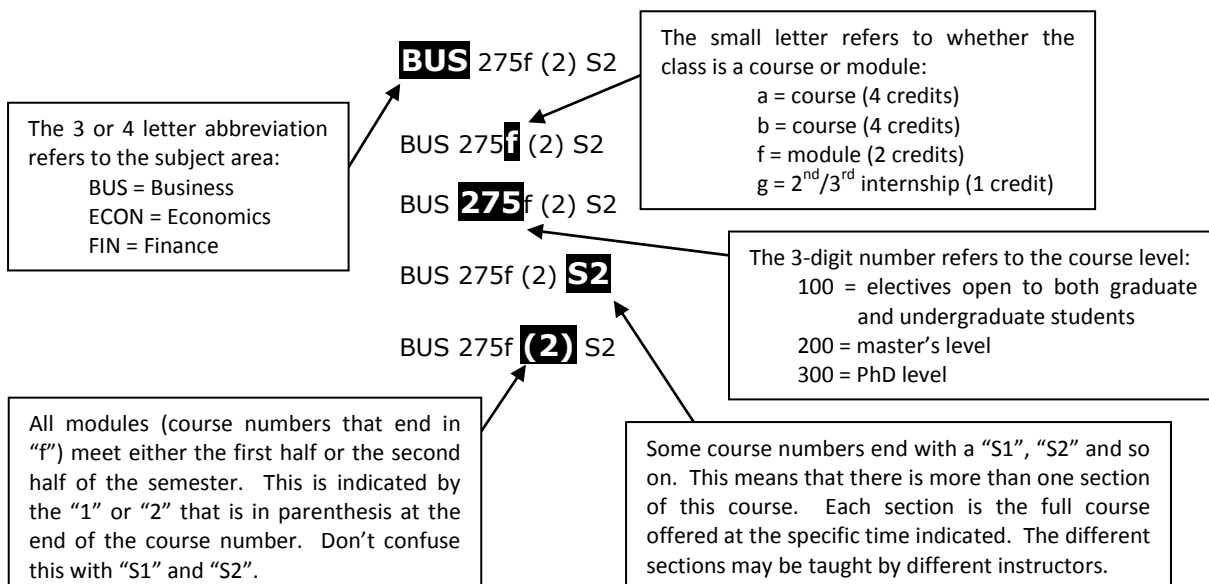 BUS 275f (2) S2
The small letter refers to whether the
class is a course or module:
a = course (4 credits)
b = course (4 credits)
f = module (2 credits)
g = 2nd/3rd internship (1 credit)
The 3 or 4 letter abbreviation
refers to the subject area:
BUS = Business
ECON = Economics
FIN = Finance
BUS 275f (2) S2
BUS 275f (2) S2
The 3-digit number refers to the course level:
100 = electives open to both graduate
and undergraduate students
200 = master’s level
300 = PhD level
BUS 275f (2) S2
BUS 275f (2) S2
All modules (course numbers that end in
“f”) meet either the first half or the second
half of the semester. This is indicated by
the “1” or “2” that is in parenthesis at the
end of the course number. Don’t confuse
this with “S1” and “S2”.
Some course numbers end with a “S1”, “S2” and so
on. This means that there is more than one section
of this course. Each section is the full course
offered at the specific time indicated. The different
sections may be taught by different instructors.